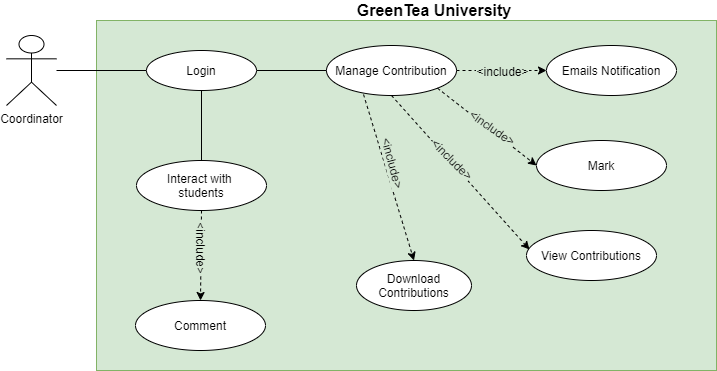 GreenTea University
Coordinator
Login
Manage Contribution
<include>
Emails Notification
<include>
Mark
<include>
View Contributions
<include>
Download
Contributions
Interact with
students
<include>
Comment